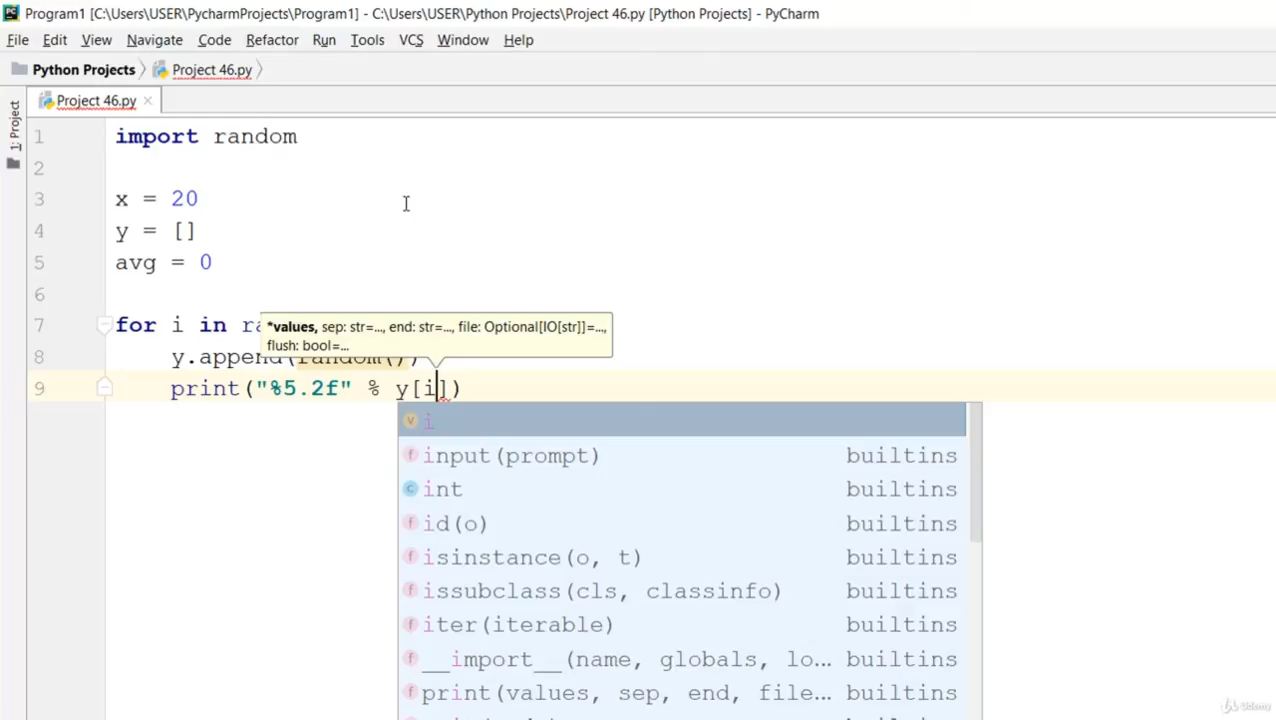 Program1 [C:\Users\USER\PycharmProjects\Program1] - C:\Users\USER\Python Projects\Project 46.py [Python Projects] - PyCharm
File Edit View Navigate Code Refactor Run Tools VCS Window Help
Python Projects Project 46.py
Project 46.py
1: Project
1 import random
2
3 x = 20
4 y = []
5 avg = 0
6
7 for i in ra
*values, sep: str=..., end: str=..., file: Optional[IO[str]]=...,
flush: bool=...
8 y.append(random())
9 print("%5.2f" % y[i])
i
input(prompt) builtins
int builtins
id(o) builtins
isinstance(o, t) builtins
issubclass(cls, classinfo) builtins
iter(iterable) builtins
__import__(name, globals, lo... builtins
print(values, sep, end, file... builtins
Udemy